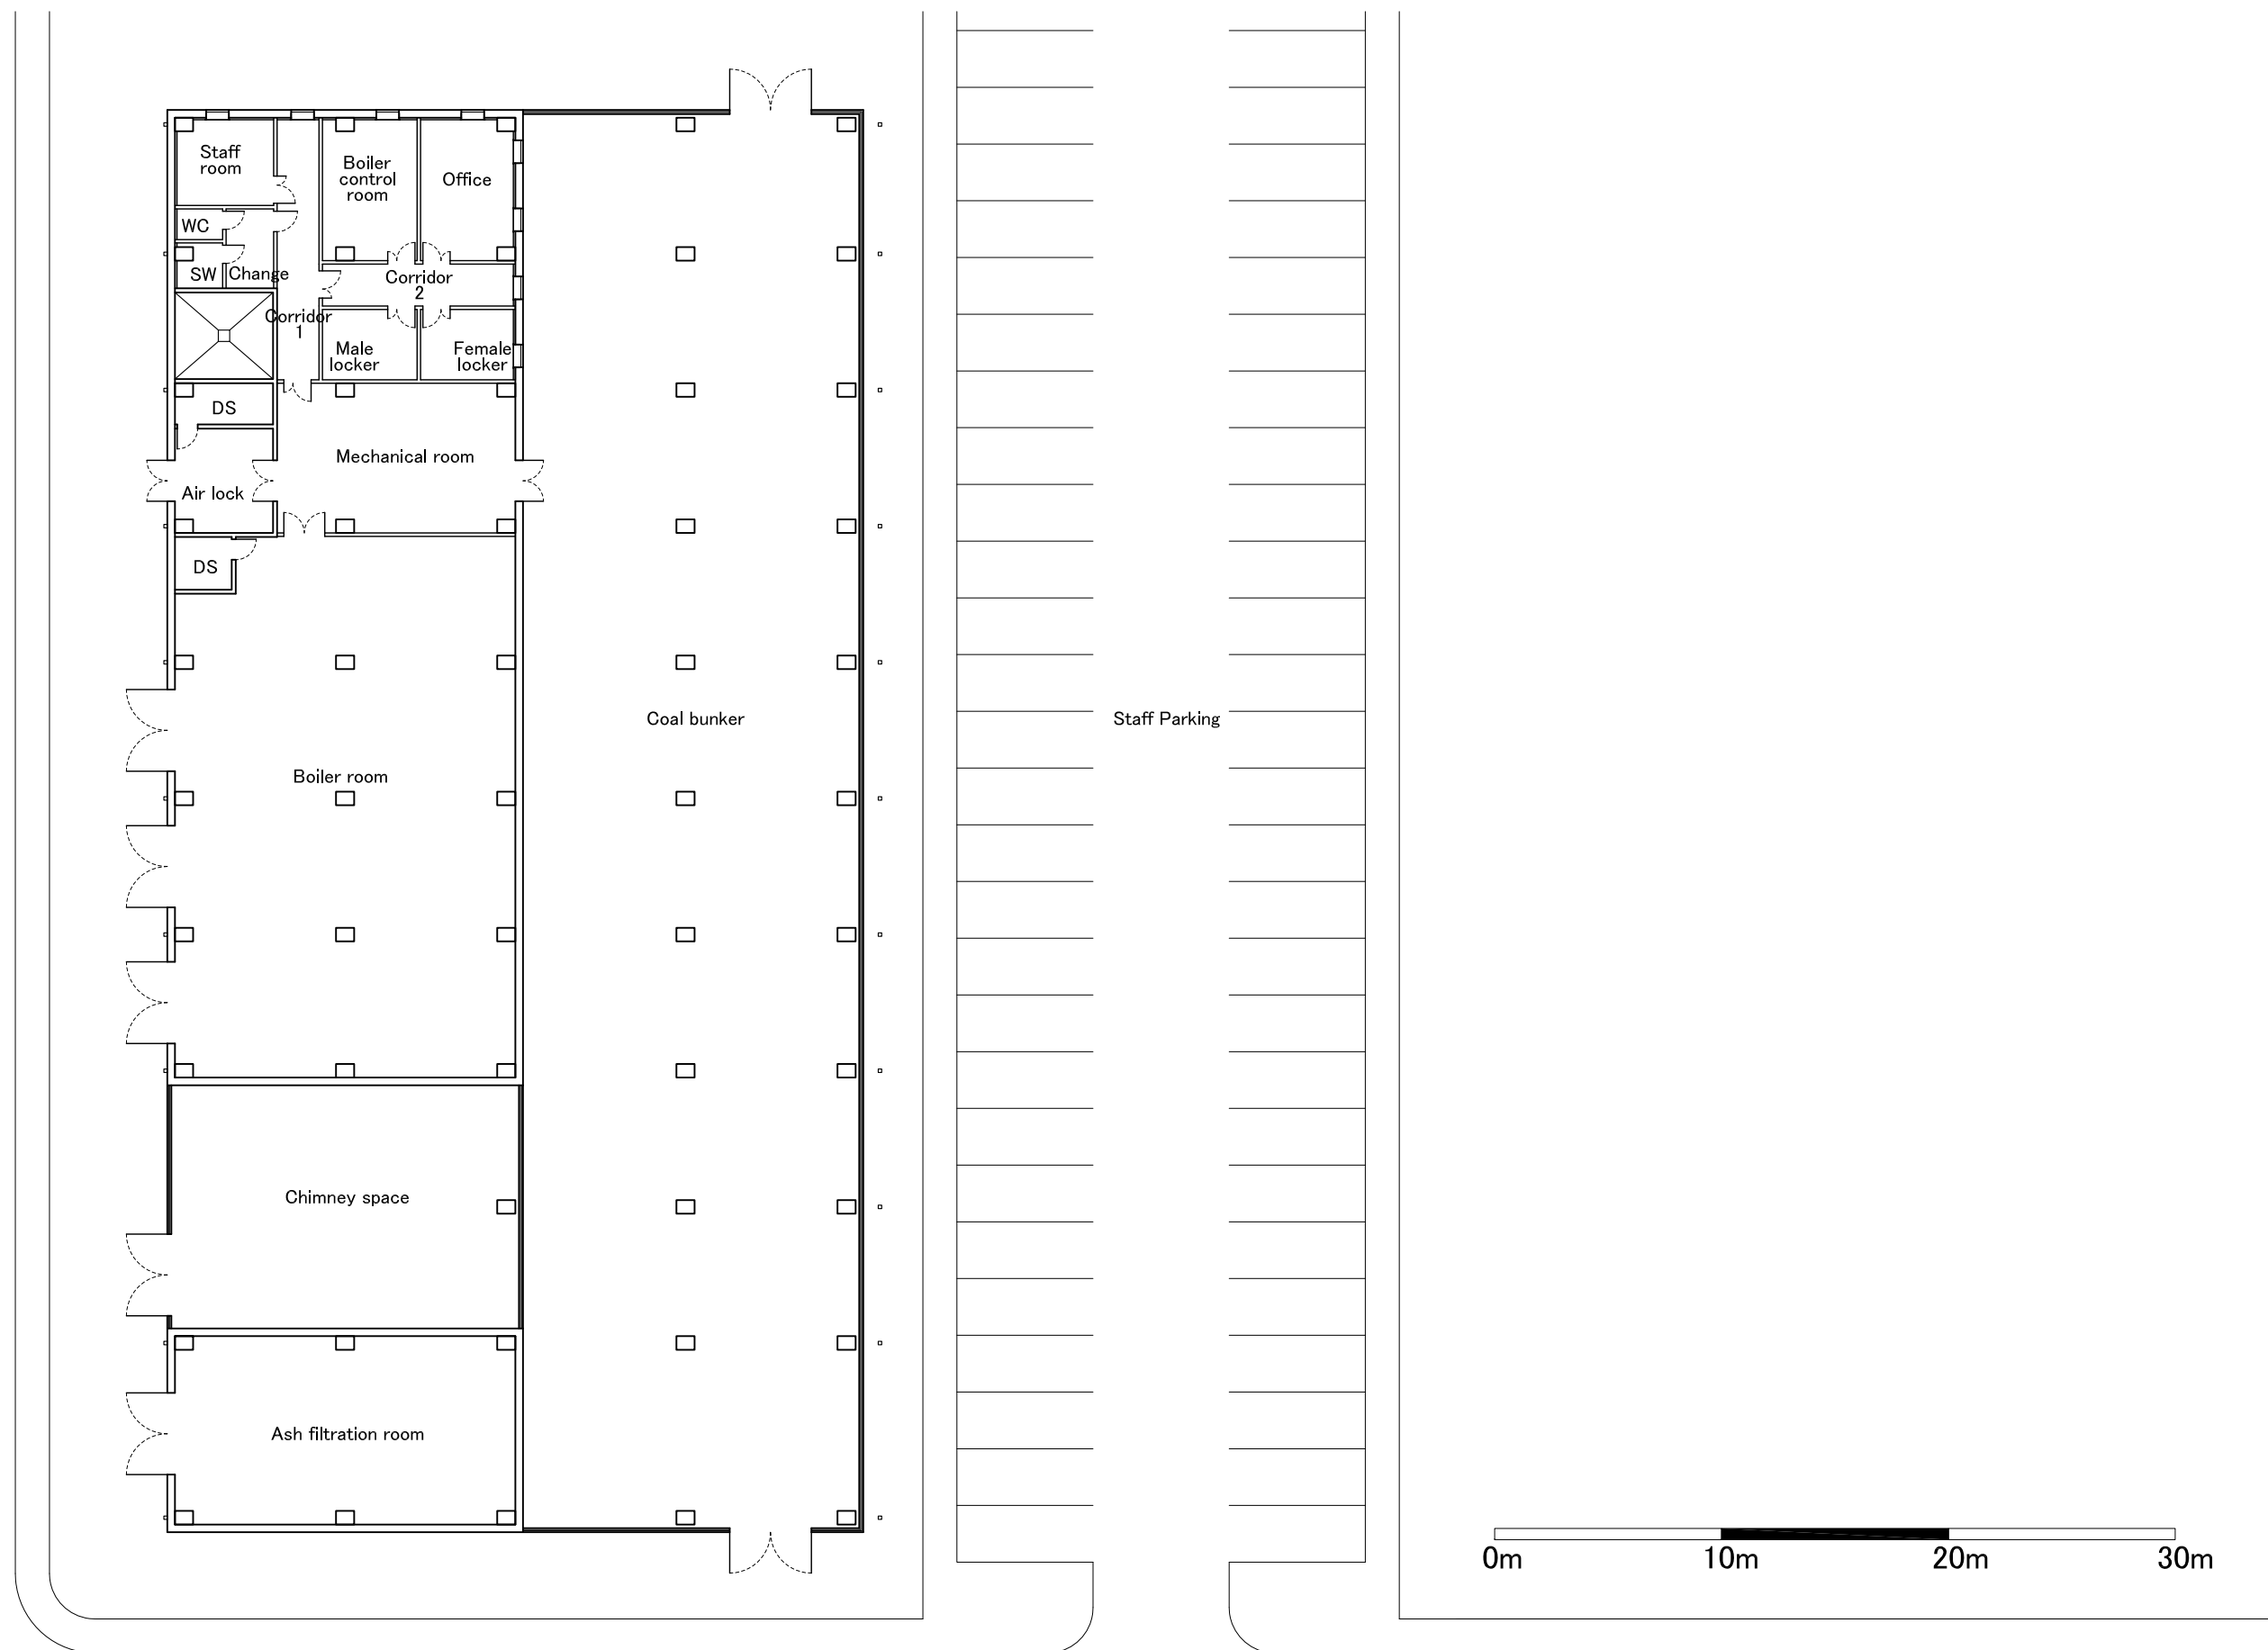 Staff
room
Boiler
control
room
Office
WC
SW
Change
Corridor
2
Corridor
1
Male
locker
Female
locker
DS
Mechanical room
Air lock
DS
Boiler room
Coal bunker
Staff Parking
Chimney space
Ash filtration room
0m
10m
20m
30m